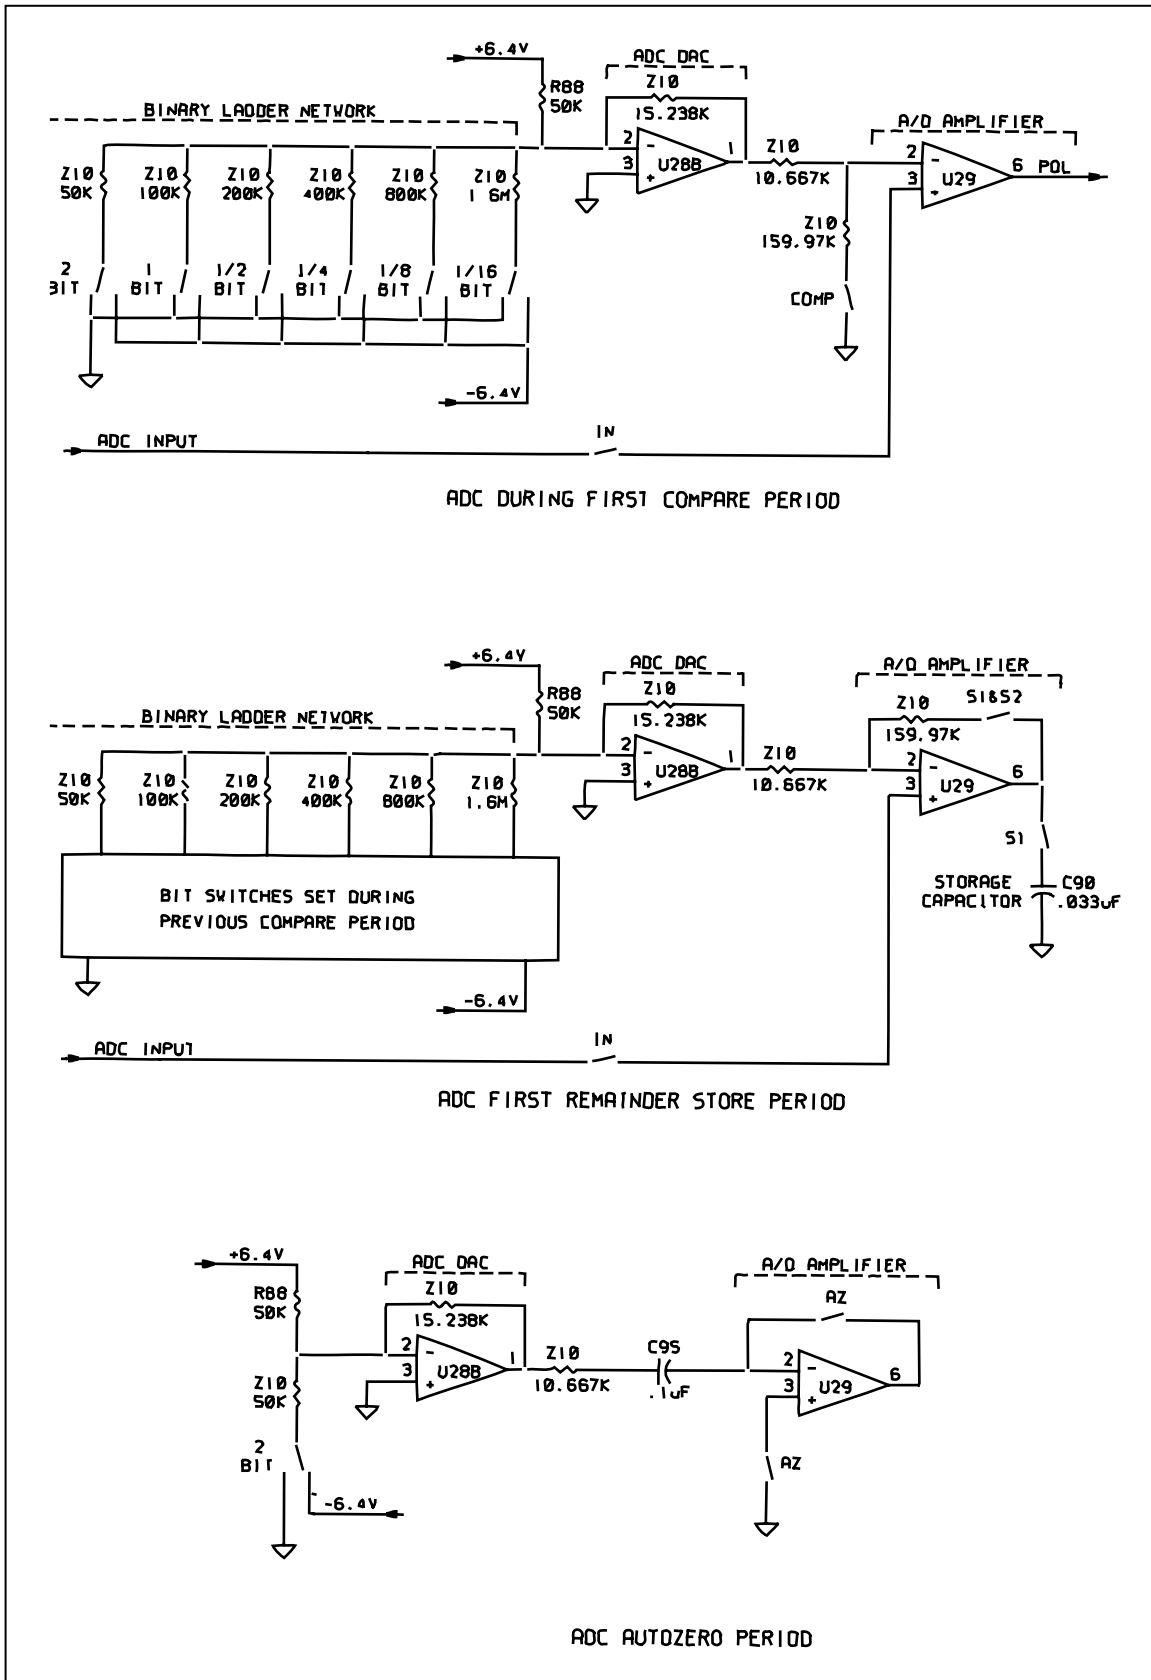 +6.4V
ADC DAC
R88
50K
Z10
15.238K
BINARY LADDER NETWORK
A/D AMPLIFIER
2
3
U28B
1
Z10
10.667K
2
3
U29
6 POL
Z10
50K
Z10
100K
Z10
200K
Z10
400K
Z10
800K
Z10
1 6M
Z10
159.97K
2
BIT
1
BIT
1/2
BIT
1/4
BIT
1/8
BIT
1/16
BIT
COMP
-6.4V
ADC INPUT
IN
ADC DURING FIRST COMPARE PERIOD
+6.4V
ADC DAC
A/D AMPLIFIER
R88
50K
Z10
15.238K
Z10
159.97K
S1&S2
BINARY LADDER NETWORK
2
3
U28B
1
Z10
10.667K
2
3
U29
6
Z10
50K
Z10
100K
Z10
200K
Z10
400K
Z10
800K
Z10
1.6M
S1
BIT SWITCHES SET DURING
PREVIOUS COMPARE PERIOD
STORAGE
CAPACITOR
C90
.033uF
-6.4V
ADC INPUT
IN
ADC FIRST REMAINDER STORE PERIOD
+6.4V
ADC DAC
A/D AMPLIFIER
R88
50K
Z10
15.238K
AZ
2
3
U28B
1
Z10
10.667K
C95
.1uF
2
3
U29
6
Z10
50K
2
BIT
AZ
-6.4V
ADC AUTOZERO PERIOD